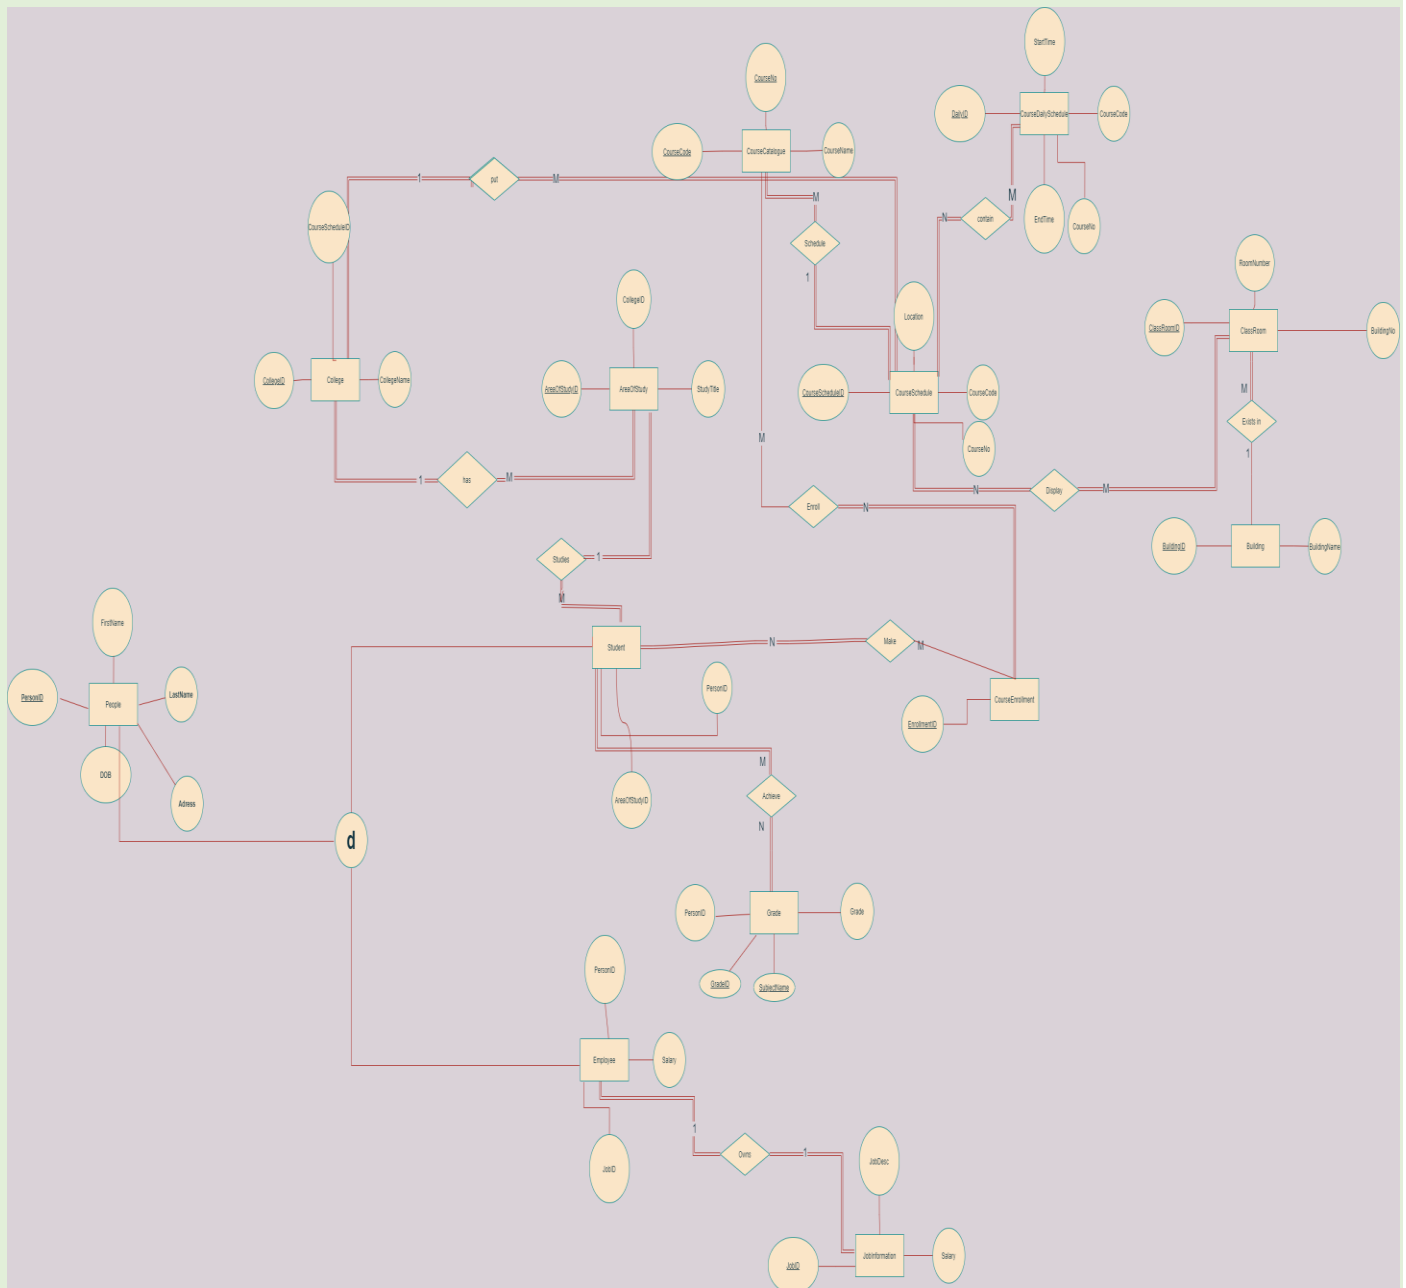 StartTime
CourseNo
DailyID
CourseDailySchedule
CourseCode
CourseCode
CourseCatalogue
CourseName
1
put
M
M
M
N
contain
EndTime
CourseNo
CourseScheduleID
Schedule
1
RoomNumber
CollegeID
Location
ClassRoomID
ClassRoom
BuildingNo
CollegeID
College
CollegeName
AreaOfStudyID
AreaOfStudy
StudyTitle
CourseScheduleID
CourseSchedule
CourseCode
M
Exists in
M
CourseNo
1
1
has
M
N
Display
M
Enroll
N
BuildingID
Building
BuildingName
Studies
1
M
FirstName
Student
N
Make
M
PersonID
People
LastName
PersonID
CourseEnrollment
EnrollmentID
DOB
Adress
M
AreaOfStudyID
Achieve
N
d
PersonID
Grade
Grade
GradeID
SubjectName
PersonID
Employee
Salary
1
Owns
1
JobID
JobDesc
JobInformation
Salary
JobID